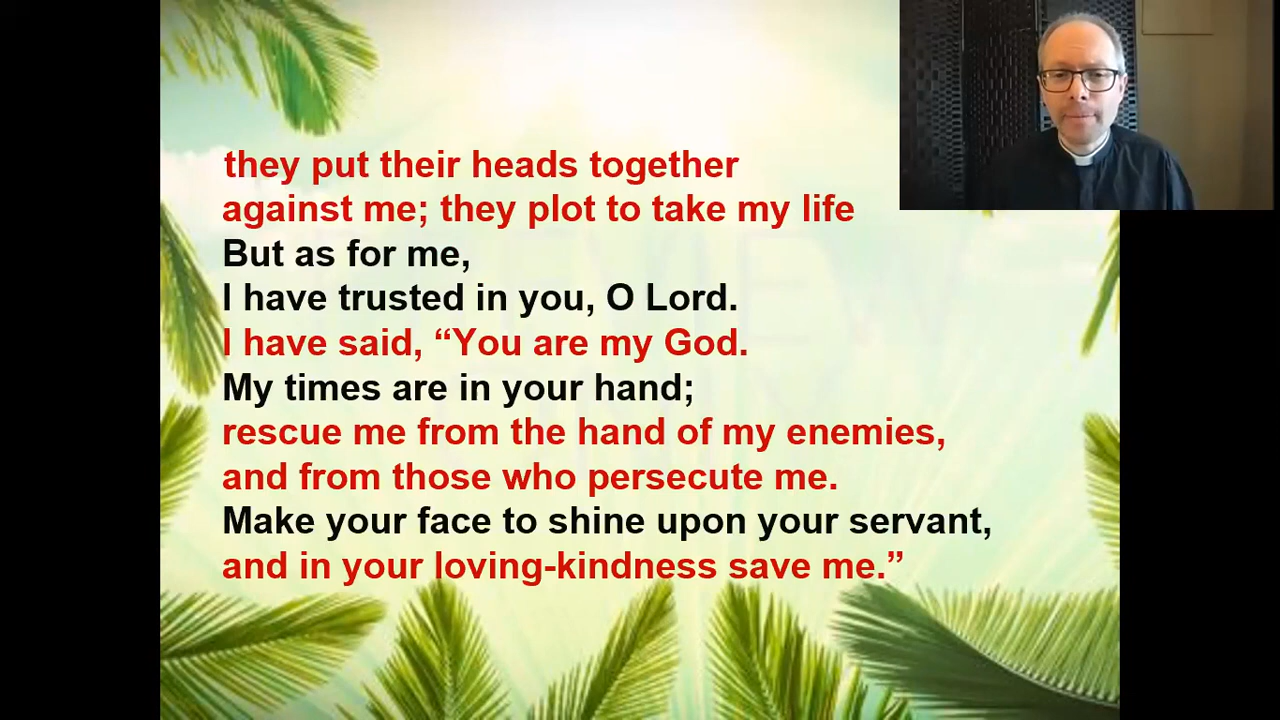 they put their heads together
against me; they plot to take my life
But as for me,
I have trusted in you, O Lord.
I have said, “You are my God.
My times are in your hand;
rescue me from the hand of my enemies,
and from those who persecute me.
Make your face to shine upon your servant,
and in your loving-kindness save me.”